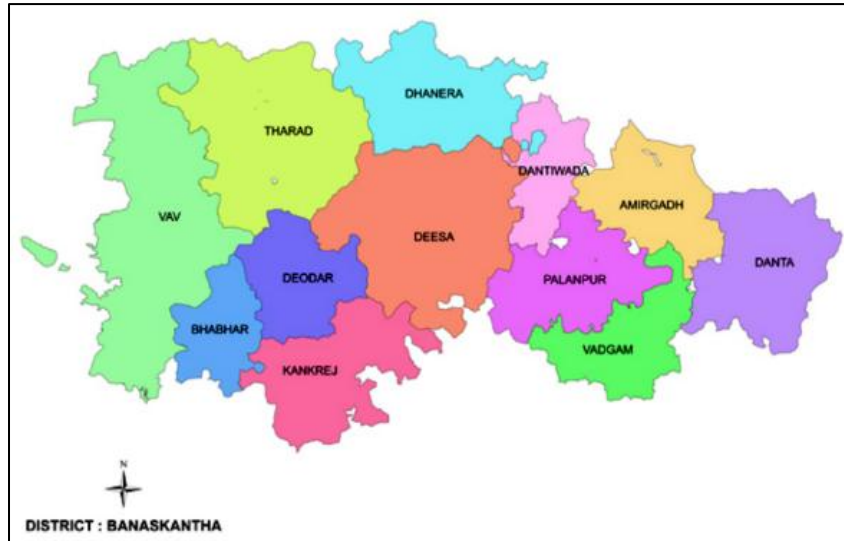 DHANERA
THARAD
DANTIWADA
AMIRGADH
VAV
DEESA
DANTA
DEODAR
PALANPUR
BHABHAR
VADGAM
KANKREJ
N
DISTRICT : BANASKANTHA